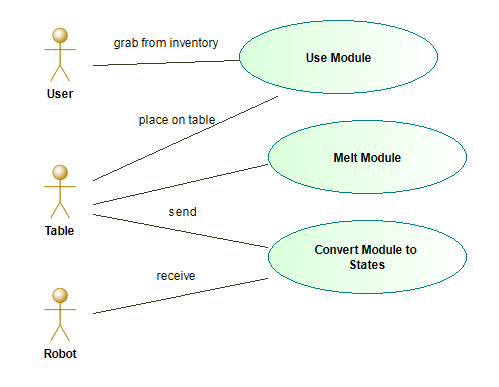 grab from inventory
Use Module
User
place on table
Melt Module
Table
send
Convert Module to
States
receive
Robot